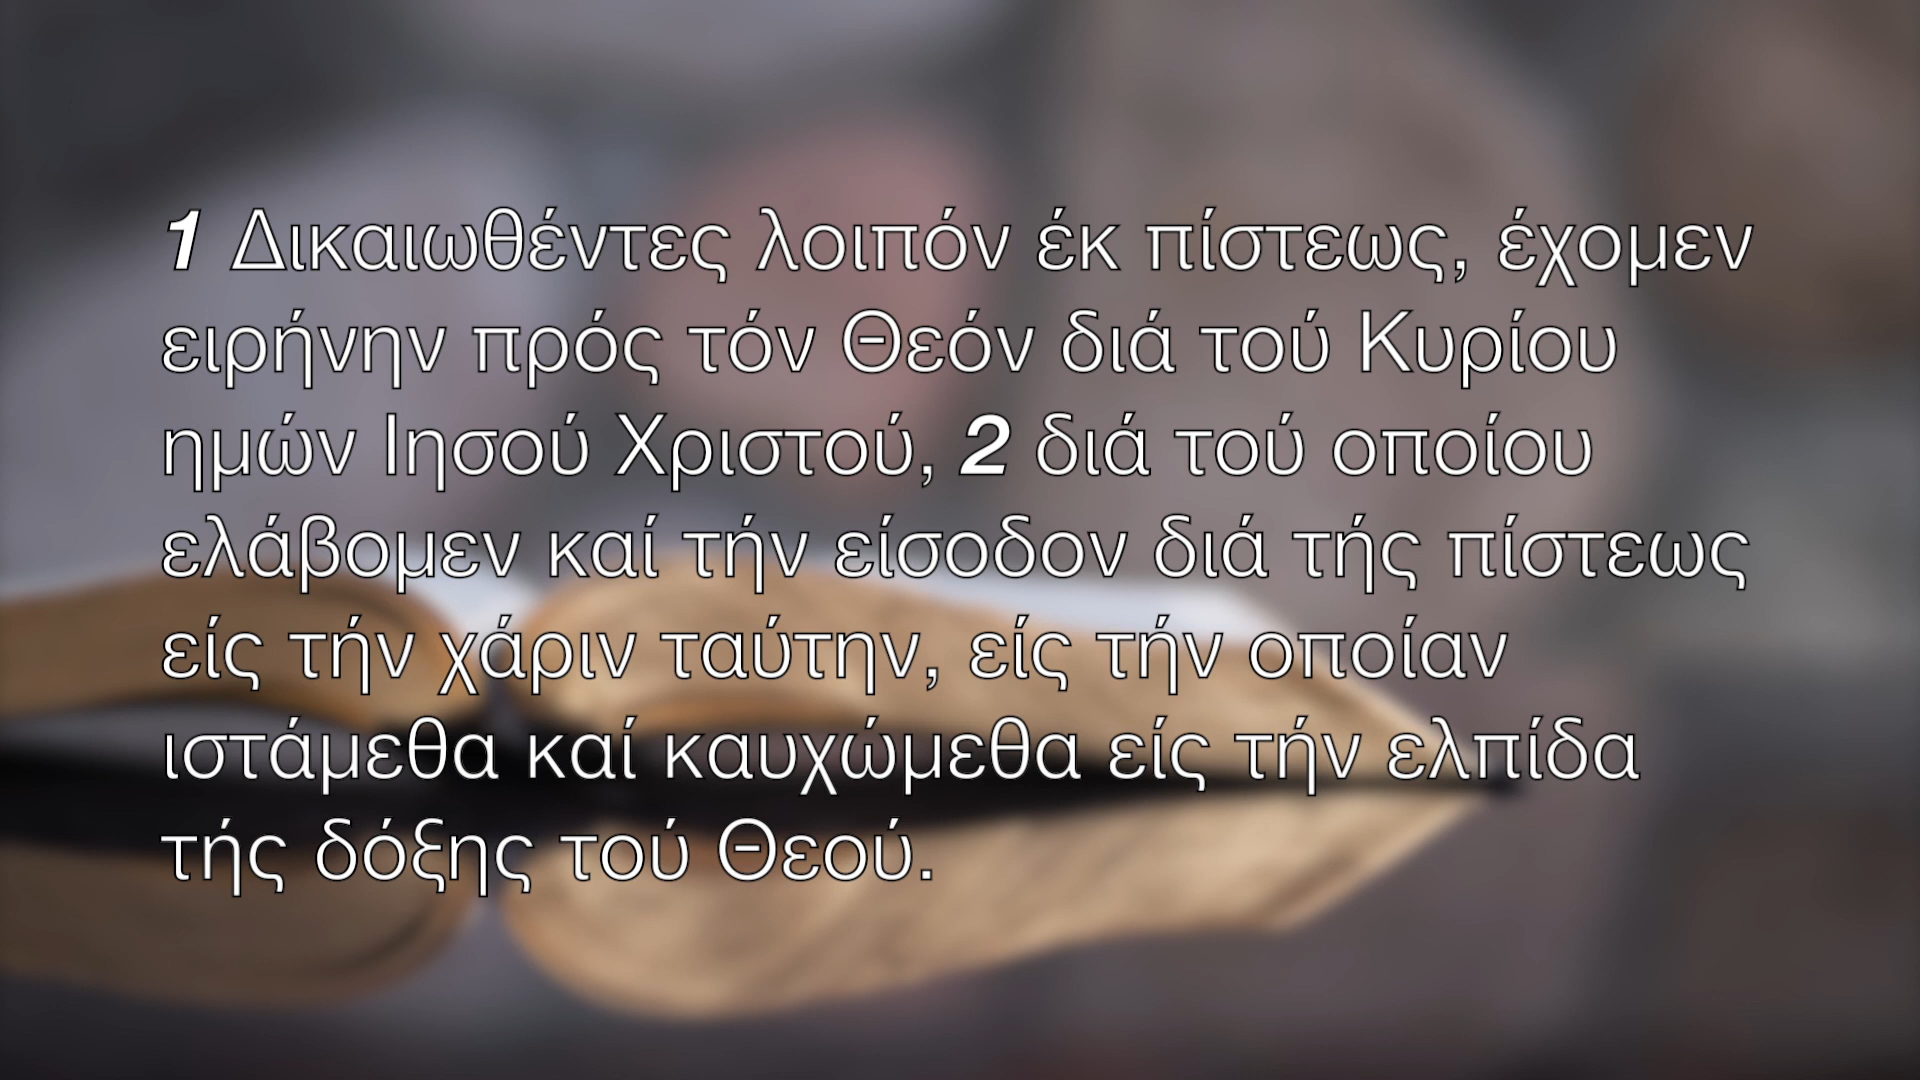 1 Δικαιωθέντες λοιπόν έκ πίστεως, έχομεν
ειρήνην πρός τόν Θεόν διά τού Κυρίου
ημών Ιησού Χριστού, 2 διά τού οποίου
ελάβομεν καί τήν είσοδον διά τής πίστεως
είς τήν χάριν ταύτην, είς τήν οποίαν
ιστάμεθα καί καυχώμεθα είς τήν ελπίδα
τής δόξης τού Θεού.